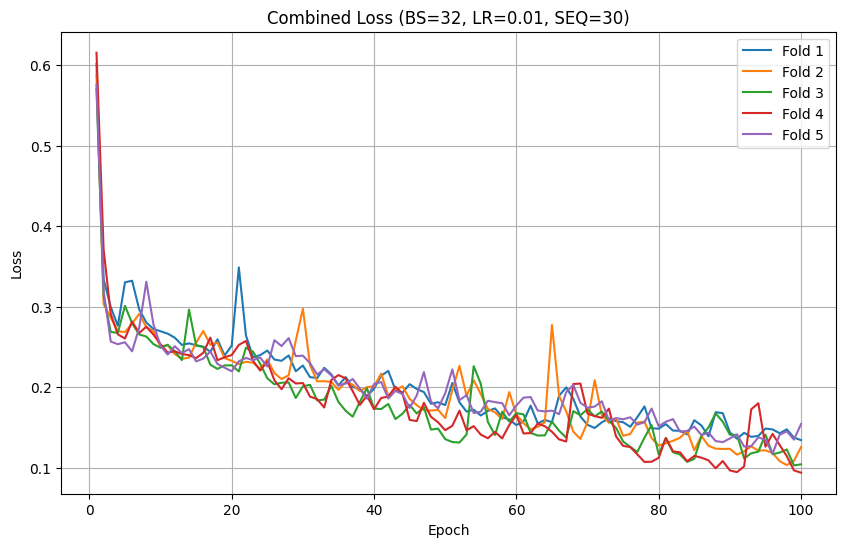 Combined Loss (BS=32, LR=0.01, SEQ=30)
Fold 1
Fold 2
Fold 3
Fold 4
Fold 5
Loss
0.6
0.5
0.4
0.3
0.2
0.1
0 20 40 60 80 100
Epoch